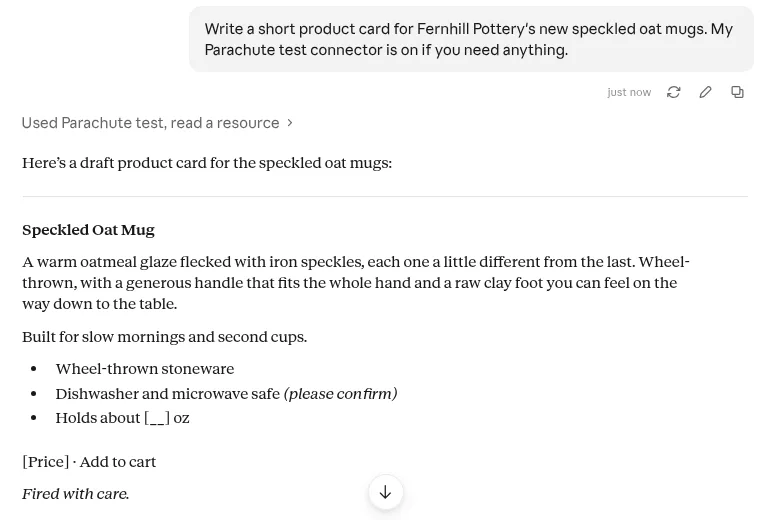 Write a short product card for Fernhill Pottery's new speckled oat mugs. My
Parachute test connector is on if you need anything.
just now
Used Parachute test, read a resource
Here's a draft product card for the speckled oat mugs:
Speckled Oat Mug
A warm oatmeal glaze flecked with iron speckles, each one a little different from the last. Wheel-
thrown, with a generous handle that fits the whole hand and a raw clay foot you can feel on the
way down to the table.
Built for slow mornings and second cups.
• Wheel-thrown stoneware
• Dishwasher and microwave safe (please confirm)
• Holds about [__] oz
[Price] · Add to cart
Fired with care.